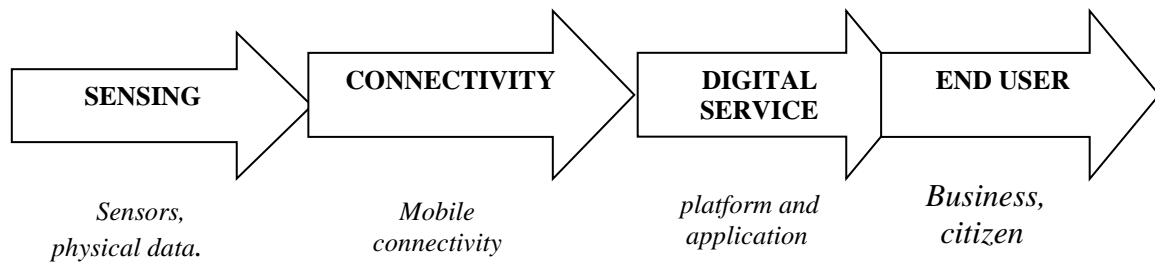 SENSING
CONNECTIVITY
DIGITAL
SERVICE
END USER
Sensors,
physical data.
Mobile
connectivity
platform and
application
Business,
citizen